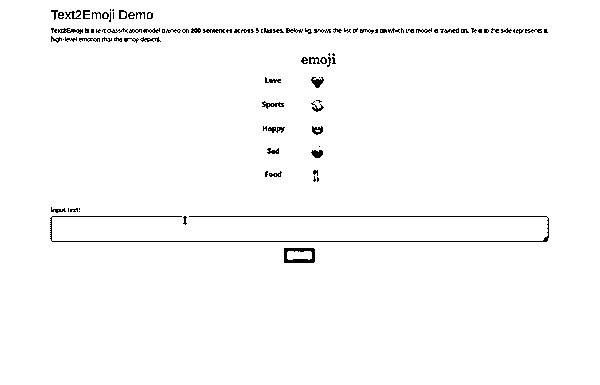 Text2Emoji Demo
Text2Emoji is a text classification model trained on 200 sentences across 5 classes. Below fig. shows the list of emojis on which the model is trained on. Text to the side represents a
high-level emotion that the emoji depicts.
emoji
Love
Sports
Happy
Sad
Food
Input text: